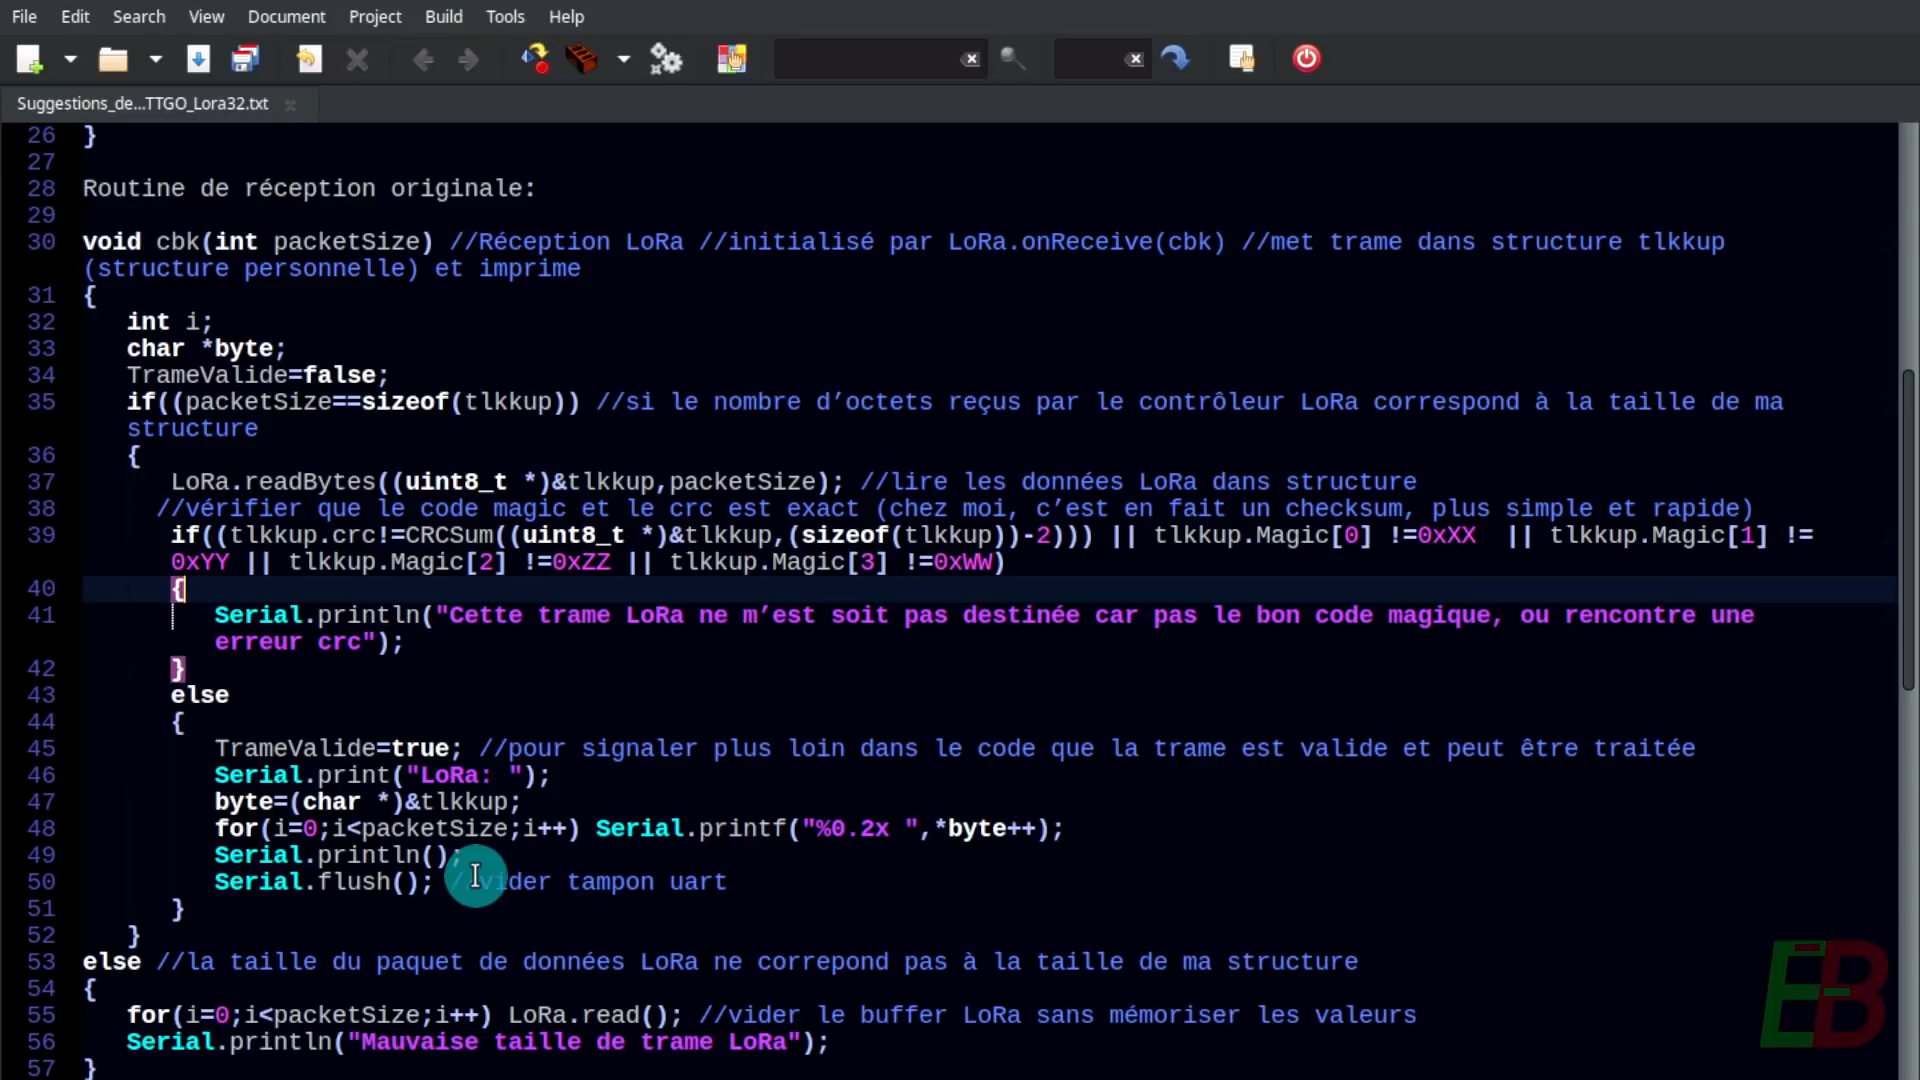 File Edit Search View Document Project Build Tools Help
Suggestions_de...TTGO_Lora32.txt
26 }
27
28 Routine de réception originale:
29
30 void cbk(int packetSize) //Réception LoRa //initialisé par LoRa.onReceive(cbk) //met trame dans structure tlkkup
(structure personnelle) et imprime
31 {
32 int i;
33 char *byte;
34 TrameValide=false;
35 if((packetSize==sizeof(tlkkup)) //si le nombre d’octets reçus par le contrôleur LoRa correspond à la taille de ma
structure
36 {
37 LoRa.readBytes((uint8_t *)&tlkkup,packetSize); //lire les données LoRa dans structure
38 //vérifier que le code magic et le crc est exact (chez moi, c’est en fait un checksum, plus simple et rapide)
39 if((tlkkup.crc!=CRCSum((uint8_t *)&tlkkup,(sizeof(tlkkup))-2))) || tlkkup.Magic[0] !=0xXX || tlkkup.Magic[1] !=
0xYY || tlkkup.Magic[2] !=0xZZ || tlkkup.Magic[3] !=0xWW)
40 {
41 Serial.println("Cette trame LoRa ne m’est soit pas destinée car pas le bon code magique, ou rencontre une
erreur crc");
42 }
43 else
44 {
45 TrameValide=true; //pour signaler plus loin dans le code que la trame est valide et peut être traitée
46 Serial.print("LoRa: ");
47 byte=(char *)&tlkkup;
48 for(i=0;i<packetSize;i++) Serial.printf("%0.2x ",*byte++);
49 Serial.println();
50 Serial.flush(); //vider tampon uart
51 }
52 }
53 else //la taille du paquet de données LoRa ne correpond pas à la taille de ma structure
54 {
55 for(i=0;i<packetSize;i++) LoRa.read(); //vider le buffer LoRa sans mémoriser les valeurs
56 Serial.println("Mauvaise taille de trame LoRa");
57 }
EB